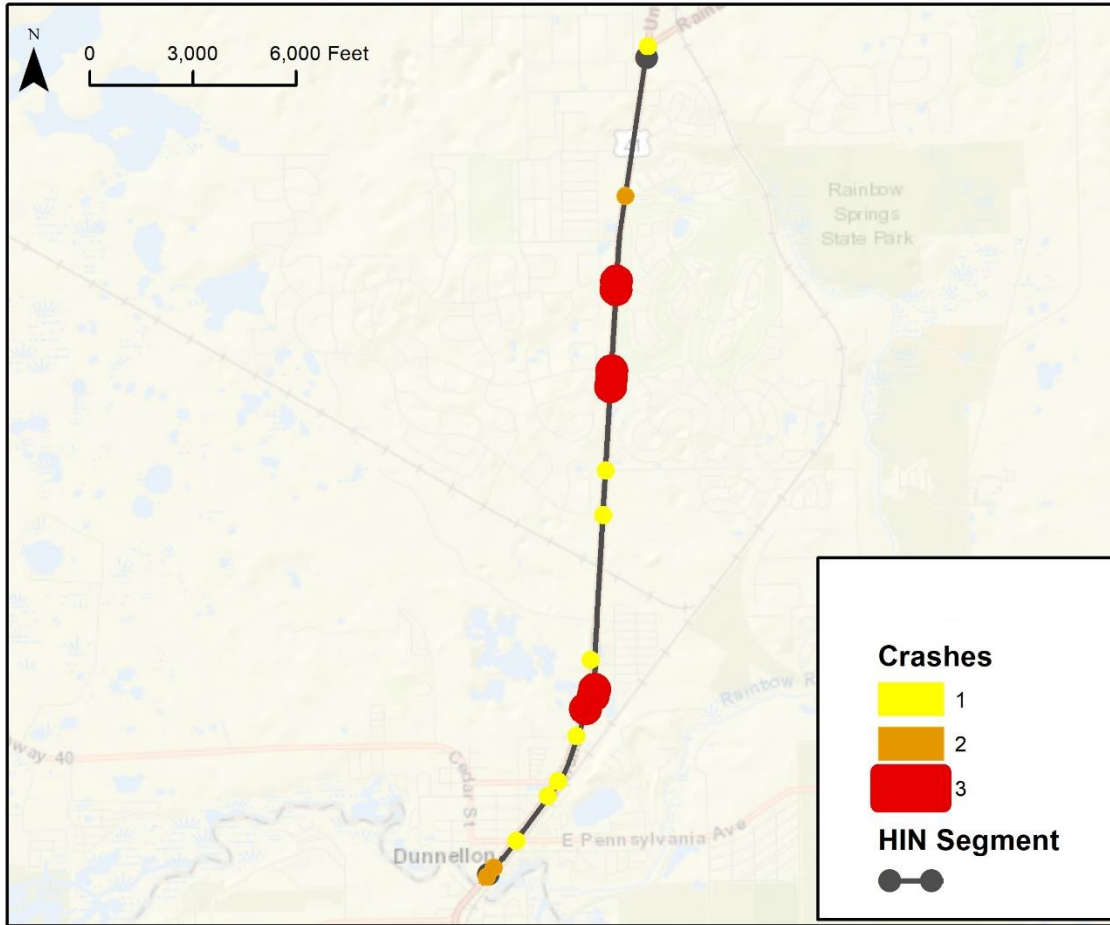 N
0 3,000 6,000 Feet
41
Rainbow
Springs
State Park
Rainbow R
way 40
Cedar St
E Pennsylvania Ave
Dunnellon
Crashes
1
2
3
HIN Segment